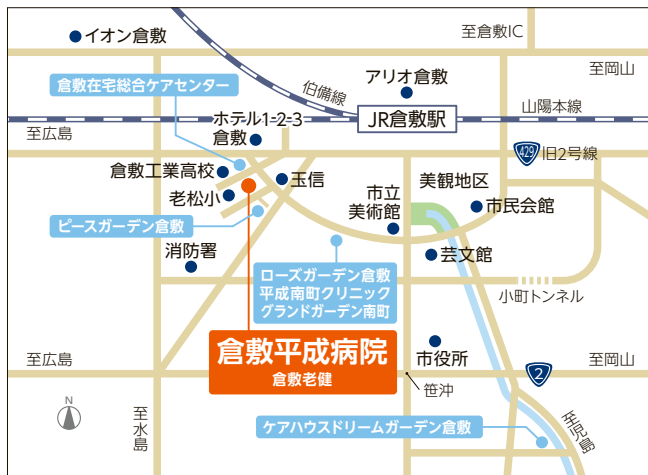 至倉敷IC
イオン倉敷
至岡山
倉敷在宅総合ケアセンター
伯備線
アリオ倉敷
ホテル1-2-3
倉敷
JR倉敷駅
山陽本線
至広島
429
旧2号線
倉敷工業高校
玉信
老松小
市立
美術館
美観地区
市民会館
ピースガーデン倉敷
消防署
芸文館
ローズガーデン倉敷
平成南町クリニック
グランドガーデン南町
小町トンネル
倉敷平成病院
倉敷老健
市役所
至広島
至岡山
2
笹沖
N
至水島
至児島
ケアハウスドリームガーデン倉敷